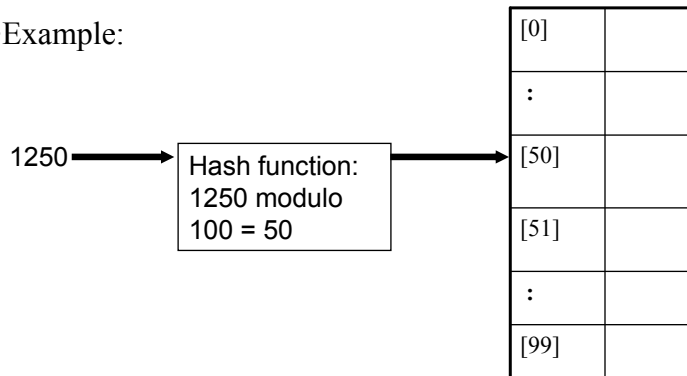 Example:
1250
Hash function:
1250 modulo
100 = 50
[0]
:
[50]
[51]
:
[99]